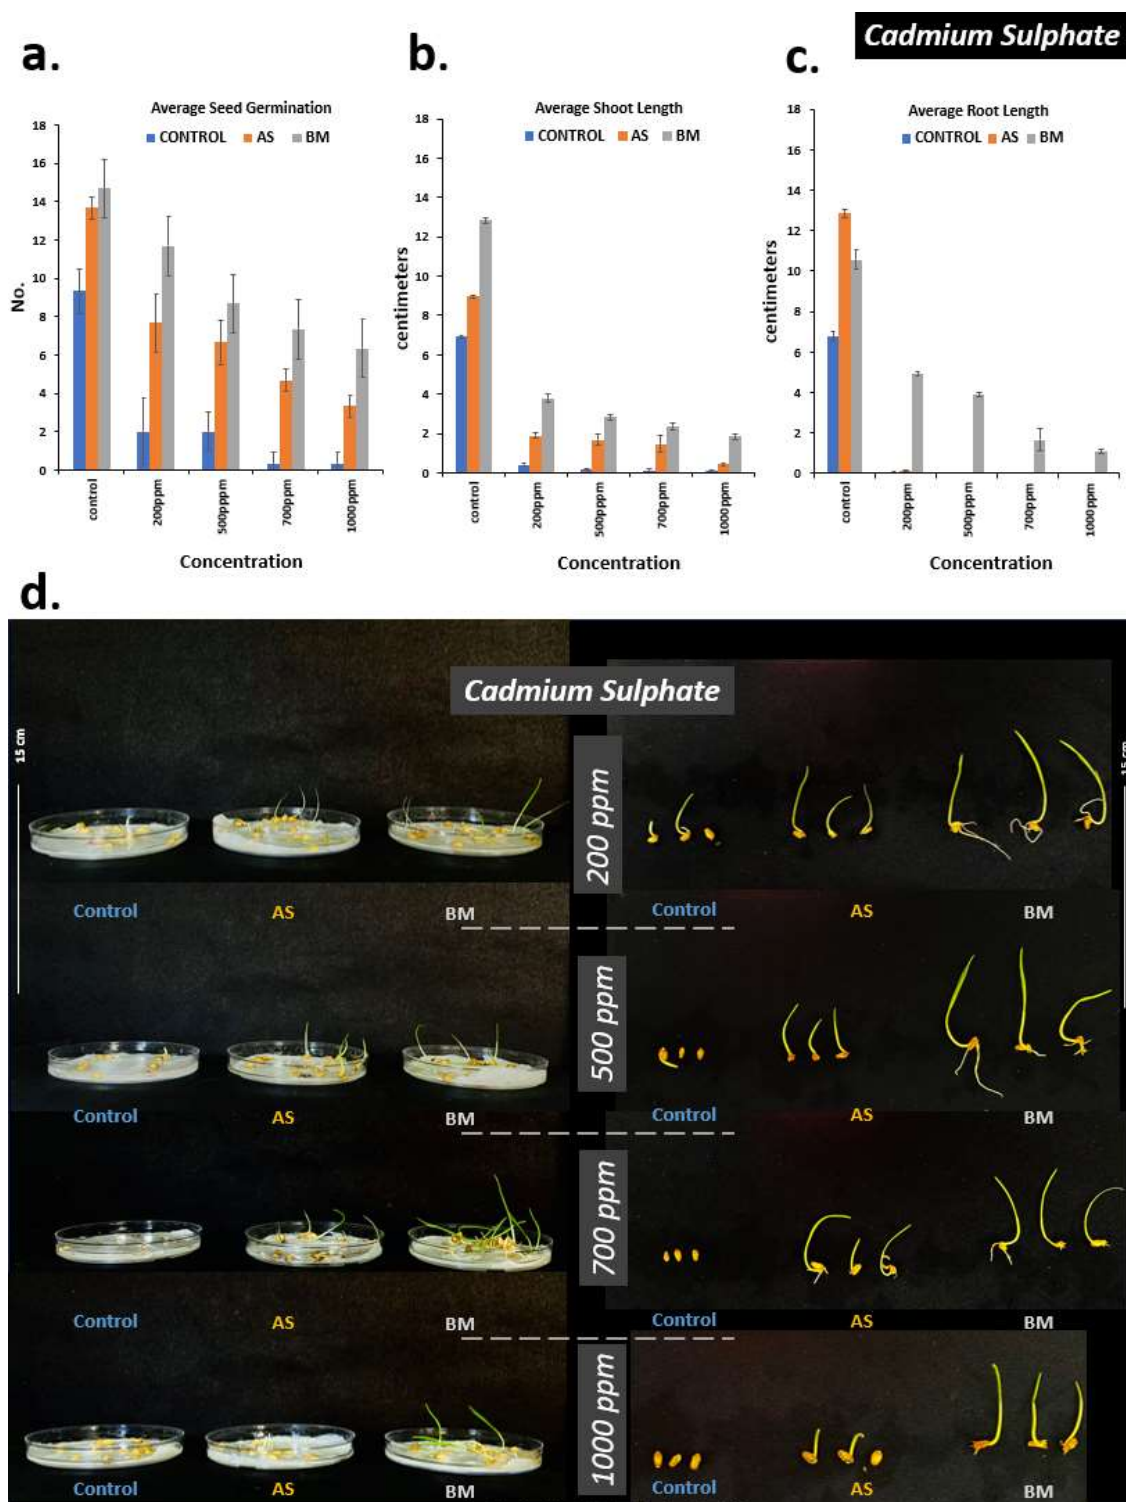 Cadmium Sulphate
a.
Average Seed Germination
CONTROL AS BM
18
16
14
12
10
8
6
4
2
0
No.
control
200ppm
500pppm
700ppm
1000ppm
Concentration
b.
Average Shoot Length
CONTROL AS BM
18
16
14
12
10
8
6
4
2
0
centimeters
control
200ppm
500ppm
700ppm
1000ppm
Concentration
c.
Average Root Length
CONTROL AS BM
18
16
14
12
10
8
6
4
2
0
centimeters
control
200ppm
500ppm
700ppm
1000ppm
Concentration
d.
Cadmium Sulphate
15 cm
15 cm
200 ppm
Control AS BM Control AS BM
500 ppm
Control AS BM Control AS BM
700 ppm
Control AS BM Control AS BM
1000 ppm
Control AS BM Control AS BM